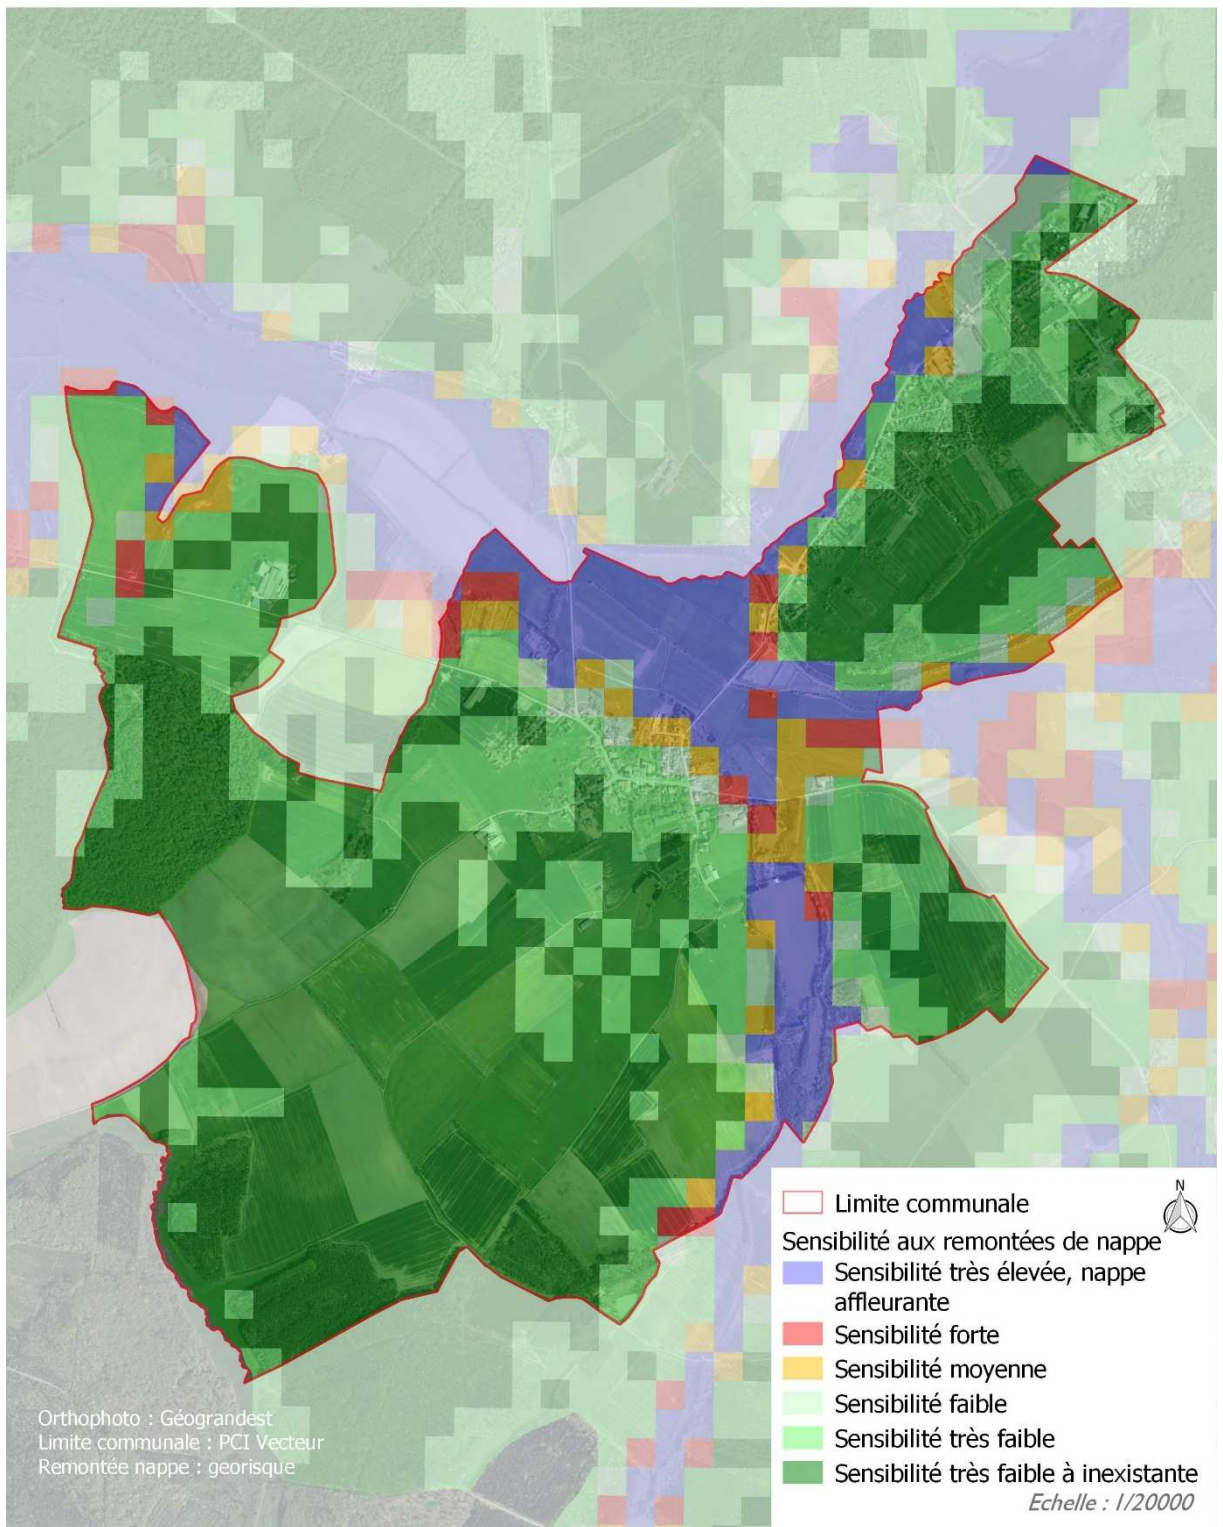 N
Limite communale
Sensibilité aux remontées de nappe
Sensibilité très élevée, nappe
affleurante
Sensibilité forte
Sensibilité moyenne
Sensibilité faible
Sensibilité très faible
Sensibilité très faible à inexistante
Echelle : 1/20000
Orthophoto : Géograndest
Limite communale : PCI Vecteur
Remontée nappe : georisque